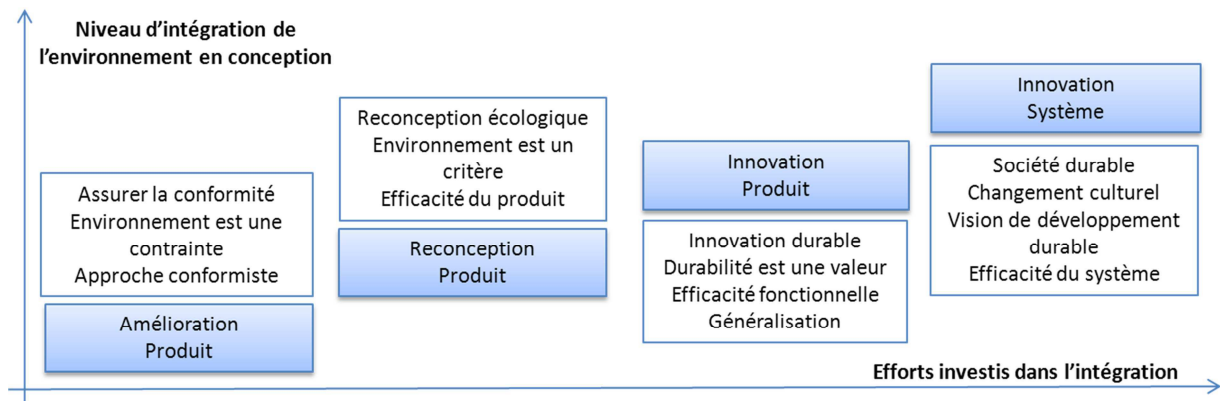 Niveau d'intégration de
l'environnement en conception
Assurer la conformité
Environnement est une
contrainte
Approche conformiste
Amélioration
Produit
Reconception écologique
Environnement est un
critère
Efficacité du produit
Reconception
Produit
Innovation
Produit
Innovation durable
Durabilité est une valeur
Efficacité fonctionnelle
Généralisation
Innovation
Système
Société durable
Changement culturel
Vision de développement
durable
Efficacité du système
Efforts investis dans l'intégration